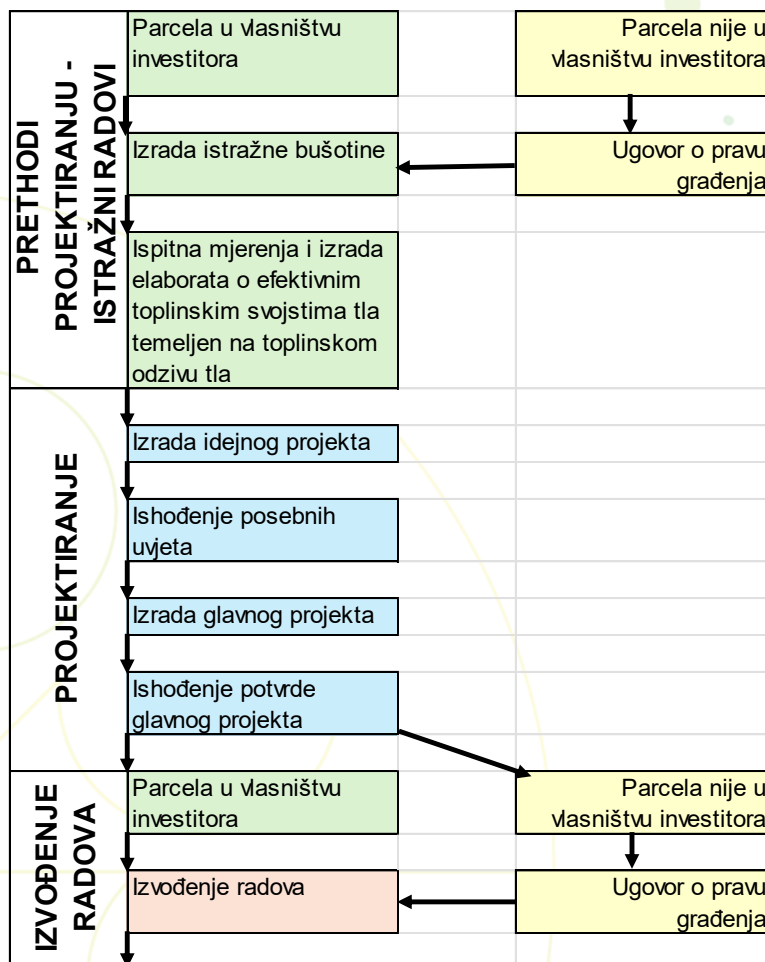 PRETHODI
PROJEKTIRANJU -
ISTRAŽNI RADOVI
Parcela u vlasništvu
investitora
Parcela nije u
vlasništvu investitora
Izrada istražne bušotine
Ugovor o pravu
građenja
Ispitna mjerenja i izrada
elaborata o efektivnim
toplinskim svojstima tla
temeljen na toplinskom
odzivu tla
PROJEKTIRANJE
Izrada idejnog projekta
Ishođenje posebnih
uvjeta
Izrada glavnog projekta
Ishođenje potvrde
glavnog projekta
IZVOĐENJE
RADOVA
Parcela u vlasništvu
investitora
Parcela nije u
vlasništvu investitora
Izvođenje radova
Ugovor o pravu
građenja